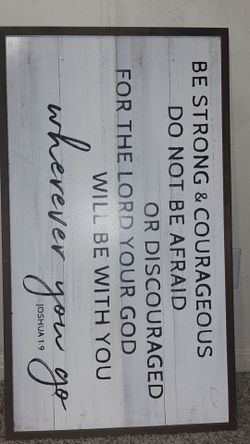 BE STRONG & COURAGEOUS
DO NOT BE AFRAID
OR DISCOURAGED
FOR THE LORD YOUR GOD
WILL BE WITH YOU
wherever you go
JOSHUA 1:9